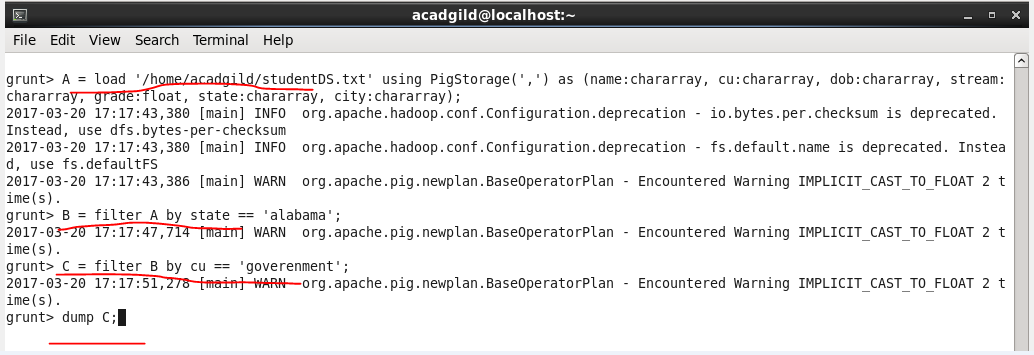 acadgild@localhost:~
File Edit View Search Terminal Help
grunt> A = load '/home/acadgild/studentDS.txt' using PigStorage(',') as (name:chararray, cu:chararray, dob:chararray, stream:
chararray, grade:float, state:chararray, city:chararray);
2017-03-20 17:17:43,380 [main] INFO  org.apache.hadoop.conf.Configuration.deprecation - io.bytes.per.checksum is deprecated.
Instead, use dfs.bytes-per-checksum
2017-03-20 17:17:43,380 [main] INFO  org.apache.hadoop.conf.Configuration.deprecation - fs.default.name is deprecated. Instea
d, use fs.defaultFS
2017-03-20 17:17:43,386 [main] WARN  org.apache.pig.newplan.BaseOperatorPlan - Encountered Warning IMPLICIT_CAST_TO_FLOAT 2 t
ime(s).
grunt> B = filter A by state == 'alabama';
2017-03-20 17:17:47,714 [main] WARN  org.apache.pig.newplan.BaseOperatorPlan - Encountered Warning IMPLICIT_CAST_TO_FLOAT 2 t
ime(s).
grunt> C = filter B by cu == 'goverenment';
2017-03-20 17:17:51,278 [main] WARN  org.apache.pig.newplan.BaseOperatorPlan - Encountered Warning IMPLICIT_CAST_TO_FLOAT 2 t
ime(s).
grunt> dump C;